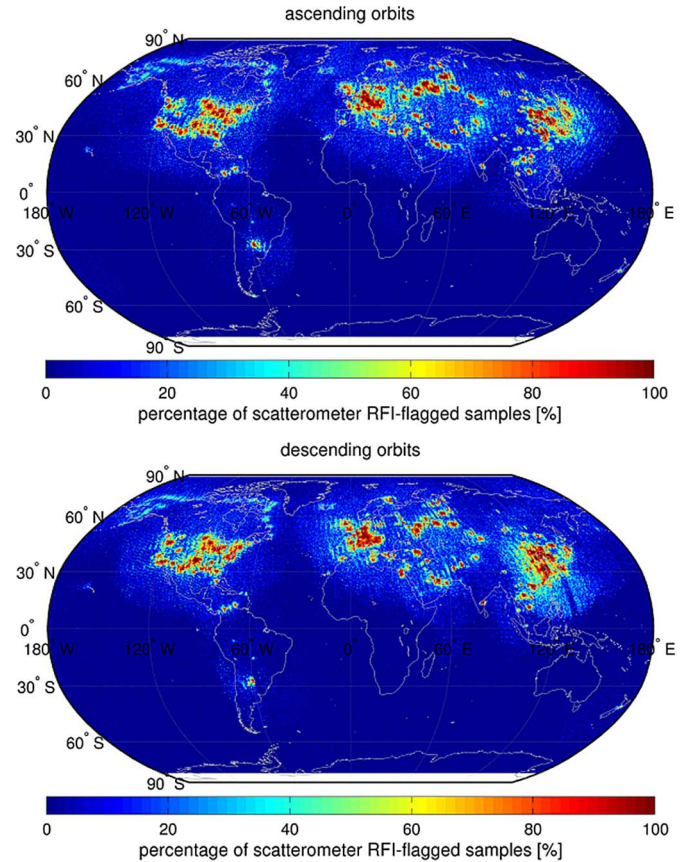 ascending orbits
90° N
60° N
30° N
0°
180° W 120° W 60° W 0° 60° E 120° E 180° E
30° S
60° S
90 S
0 20 40 60 80 100
percentage of scatterometer RFI-flagged samples [%]
descending orbits
90° N
60° N
30° N
0°
180° W 120° W 60° W 0° 60° E 120° E 180° E
30° S
60° S
90 S
0 20 40 60 80 100
percentage of scatterometer RFI-flagged samples [%]